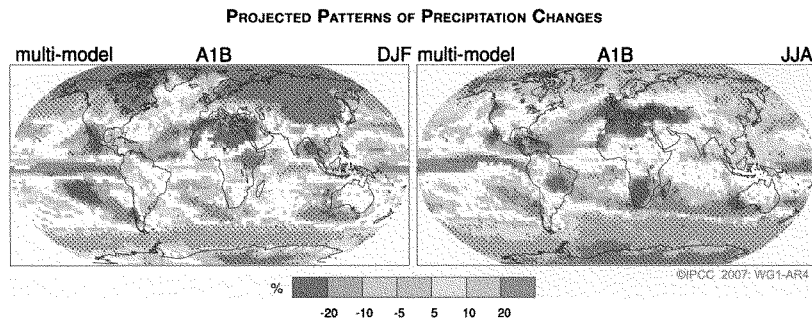 PROJECTED PATTERNS OF PRECIPITATION CHANGES
multi-model A1B DJF multi-model A1B JJA
©IPCC 2007: WG1-AR4
%
-20 -10 -5 5 10 20